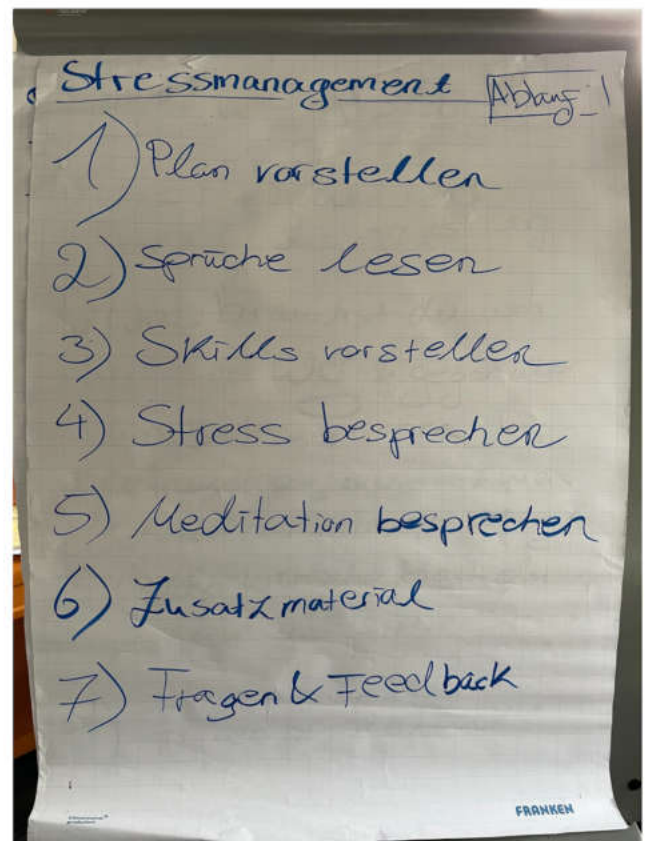 Stressmanagement Ablauf
1) Plan vorstellen
2) Sprüche lesen
3) Skills vorstellen
4) Stress besprechen
5) Meditation besprechen
6) Zusatzmaterial
7) Fragen & Feedback
FRANKEN